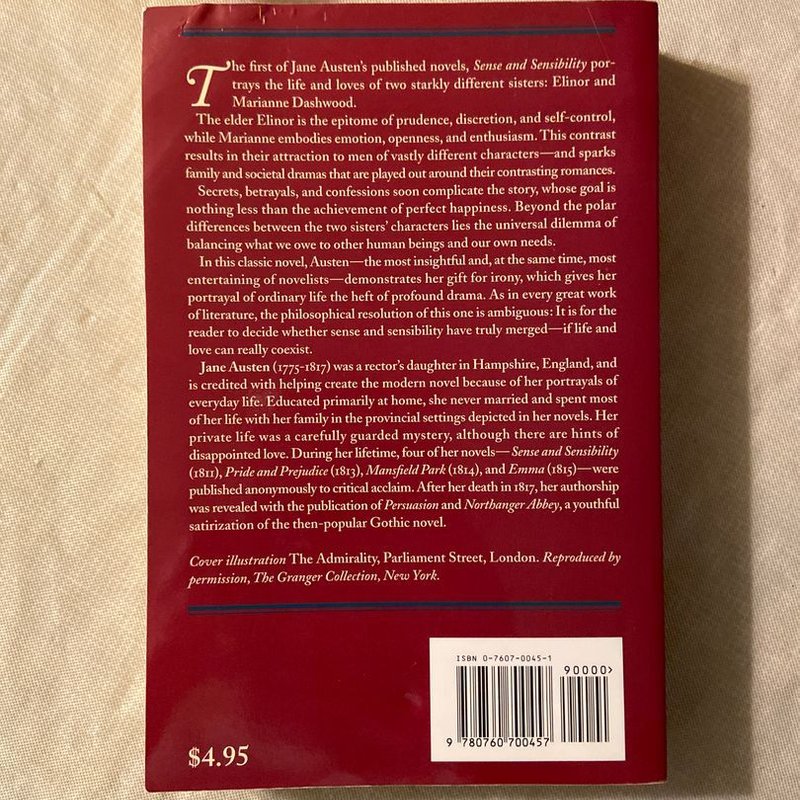 The first of Jane Austen's published novels, Sense and Sensibility por-
trays the life and loves of two starkly different sisters: Elinor and
Marianne Dashwood.
The elder Elinor is the epitome of prudence, discretion, and self-control,
while Marianne embodies emotion, openness, and enthusiasm. This contrast
results in their attraction to men of vastly different characters—and sparks
family and societal dramas that are played out around their contrasting romances.
Secrets, betrayals, and confessions soon complicate the story, whose goal is
nothing less than the achievement of perfect happiness. Beyond the polar
differences between the two sisters' characters lies the universal dilemma of
balancing what we owe to other human beings and our own needs.
In this classic novel, Austen—the most insightful and, at the same time, most
entertaining of novelists—demonstrates her gift for irony, which gives her
portrayal of ordinary life the heft of profound drama. As in every great work
of literature, the philosophical resolution of this one is ambiguous: It is for the
reader to decide whether sense and sensibility have truly merged—if life and
love can really coexist.
Jane Austen (1775-1817) was a rector's daughter in Hampshire, England, and
is credited with helping create the modern novel because of her portrayals of
everyday life. Educated primarily at home, she never married and spent most
of her life with her family in the provincial settings depicted in her novels. Her
private life was a carefully guarded mystery, although there are hints of
disappointed love. During her lifetime, four of her novels—Sense and Sensibility
(1811), Pride and Prejudice (1813), Mansfield Park (1814), and Emma (1815)—were
published anonymously to critical acclaim. After her death in 1817, her authorship
was revealed with the publication of Persuasion and Northanger Abbey, a youthful
satirization of the then-popular Gothic novel.
Cover illustration The Admirality, Parliament Street, London. Reproduced by
permission, The Granger Collection, New York.
ISBN 0-7607-0045-1
90000>
9 780760 700457
$4.95